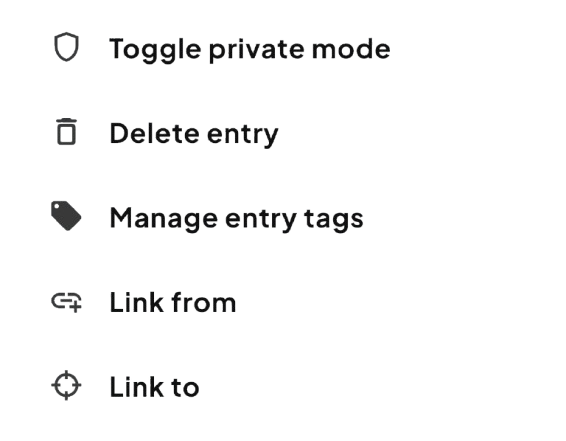 Toggle private mode
Delete entry
Manage entry tags
Link from
Link to